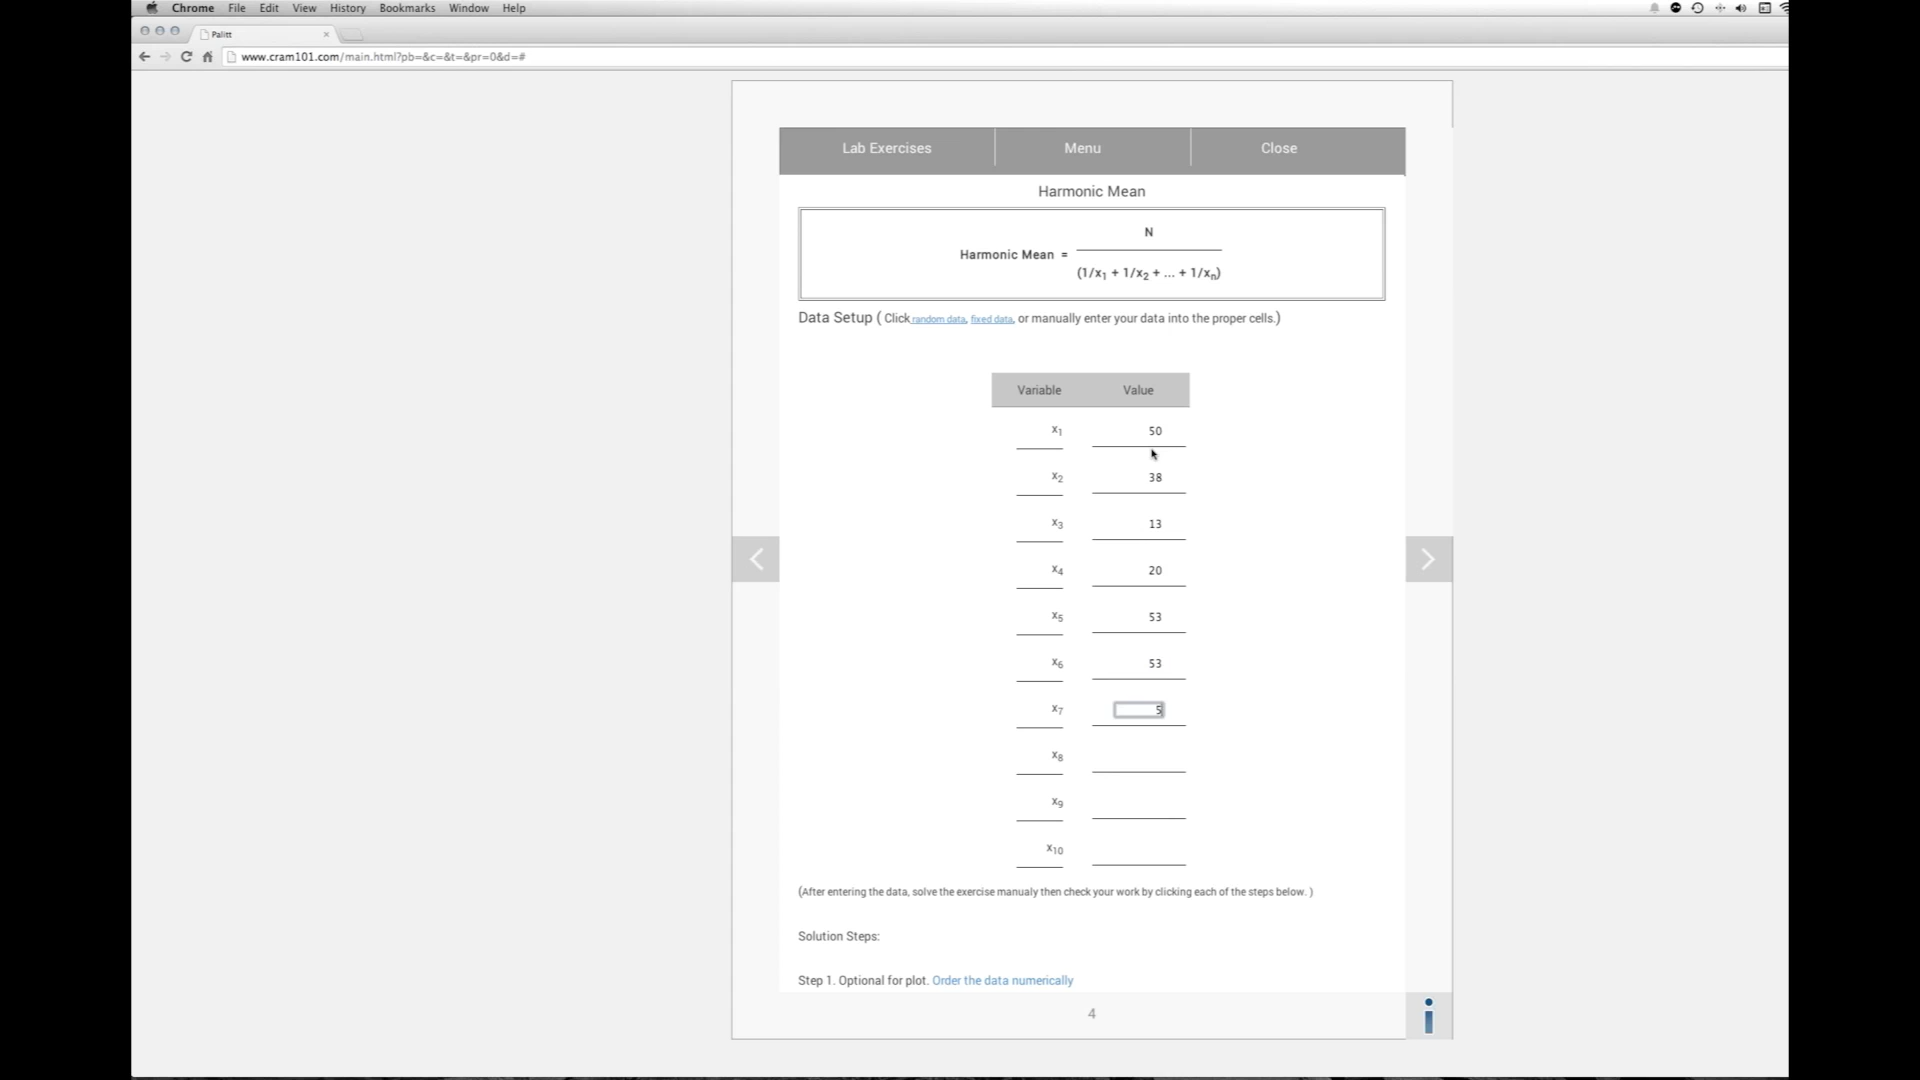 Chrome File Edit View History Bookmarks Window Help
Palitt
www.cram101.com/main.html?pb=&c=&t=&pr=0&d=#
Lab Exercises Menu Close
Harmonic Mean
N
Harmonic Mean =
(1/x1 + 1/x2 + ... + 1/xn)
Data Setup ( Click random data, fixed data, or manually enter your data into the proper cells.)
Variable Value
x1 50
x2 38
x3 13
x4 20
x5 53
x6 53
x7 5
x8
x9
x10
(After entering the data, solve the exercise manualy then check your work by clicking each of the steps below. )
Solution Steps:
Step 1. Optional for plot. Order the data numerically
4